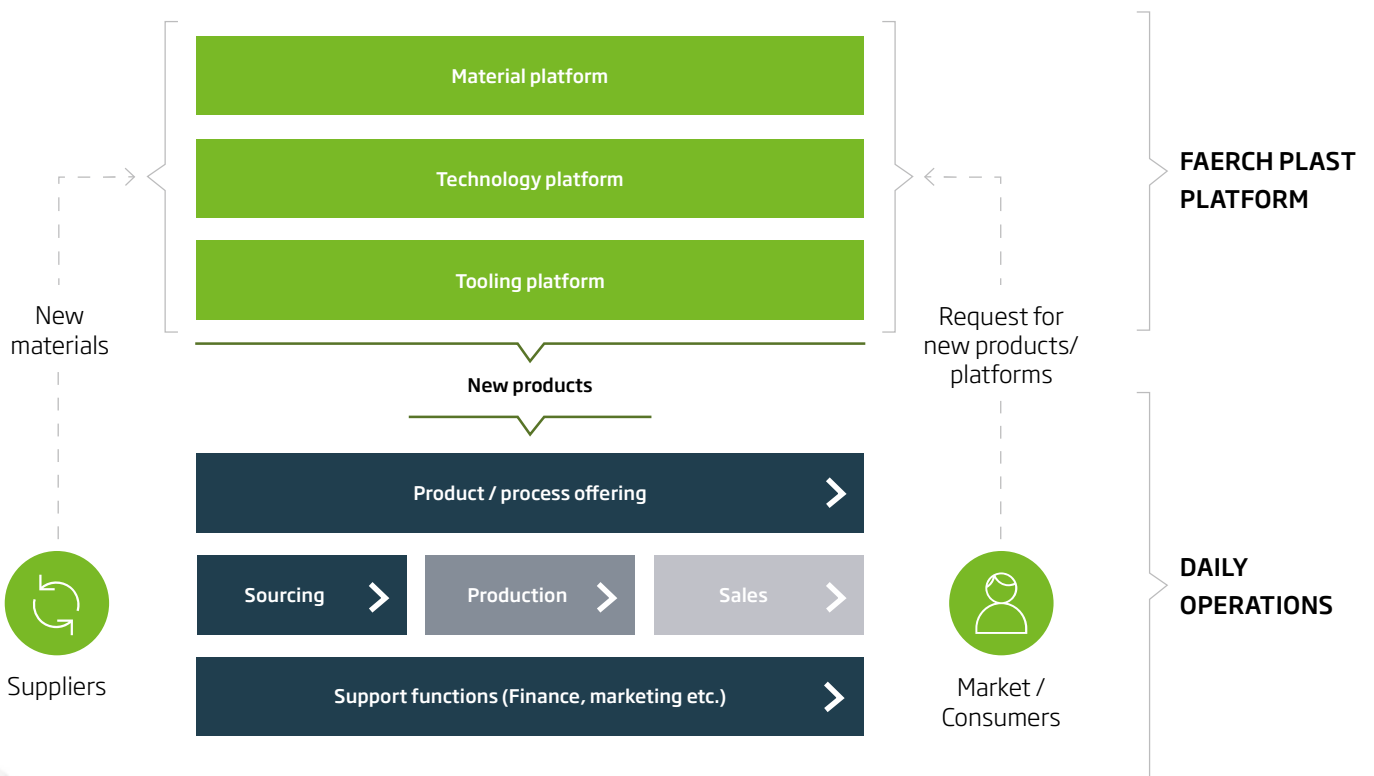 Material platform
Technology platform
Tooling platform
FAERCH PLAST
PLATFORM
New
materials
Request for
new products/
platforms
New products
Product / process offering
Sourcing
Production
Sales
DAILY
OPERATIONS
Suppliers
Support functions (Finance, marketing etc.)
Market /
Consumers